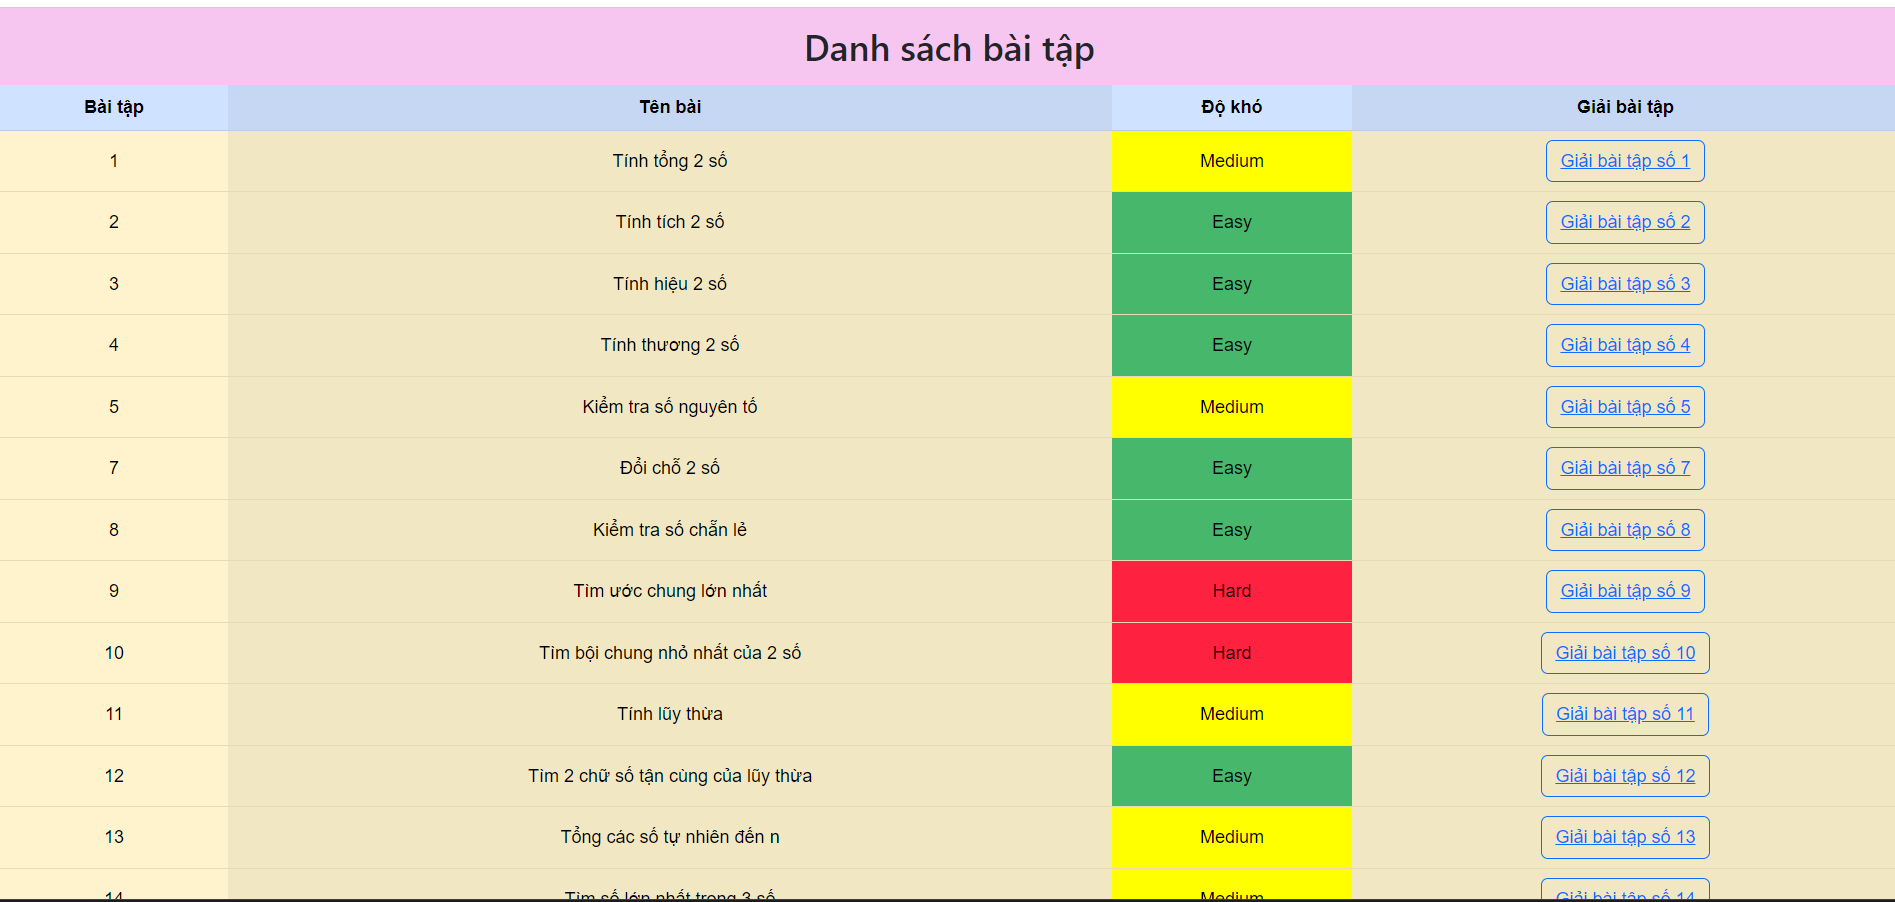 Danh sách bài tập
Bài tập Tên bài Độ khó Giải bài tập
1 Tính tổng 2 số Medium Giải bài tập số 1
2 Tính tích 2 số Easy Giải bài tập số 2
3 Tính hiệu 2 số Easy Giải bài tập số 3
4 Tính thương 2 số Easy Giải bài tập số 4
5 Kiểm tra số nguyên tố Medium Giải bài tập số 5
7 Đổi chỗ 2 số Easy Giải bài tập số 7
8 Kiểm tra số chẵn lẻ Easy Giải bài tập số 8
9 Tìm ước chung lớn nhất Hard Giải bài tập số 9
10 Tìm bội chung nhỏ nhất của 2 số Hard Giải bài tập số 10
11 Tính lũy thừa Medium Giải bài tập số 11
12 Tìm 2 chữ số tận cùng của lũy thừa Easy Giải bài tập số 12
13 Tổng các số tự nhiên đến n Medium Giải bài tập số 13
14 Tìm số lớn nhất trong 3 số Medium Giải bài tập số 14